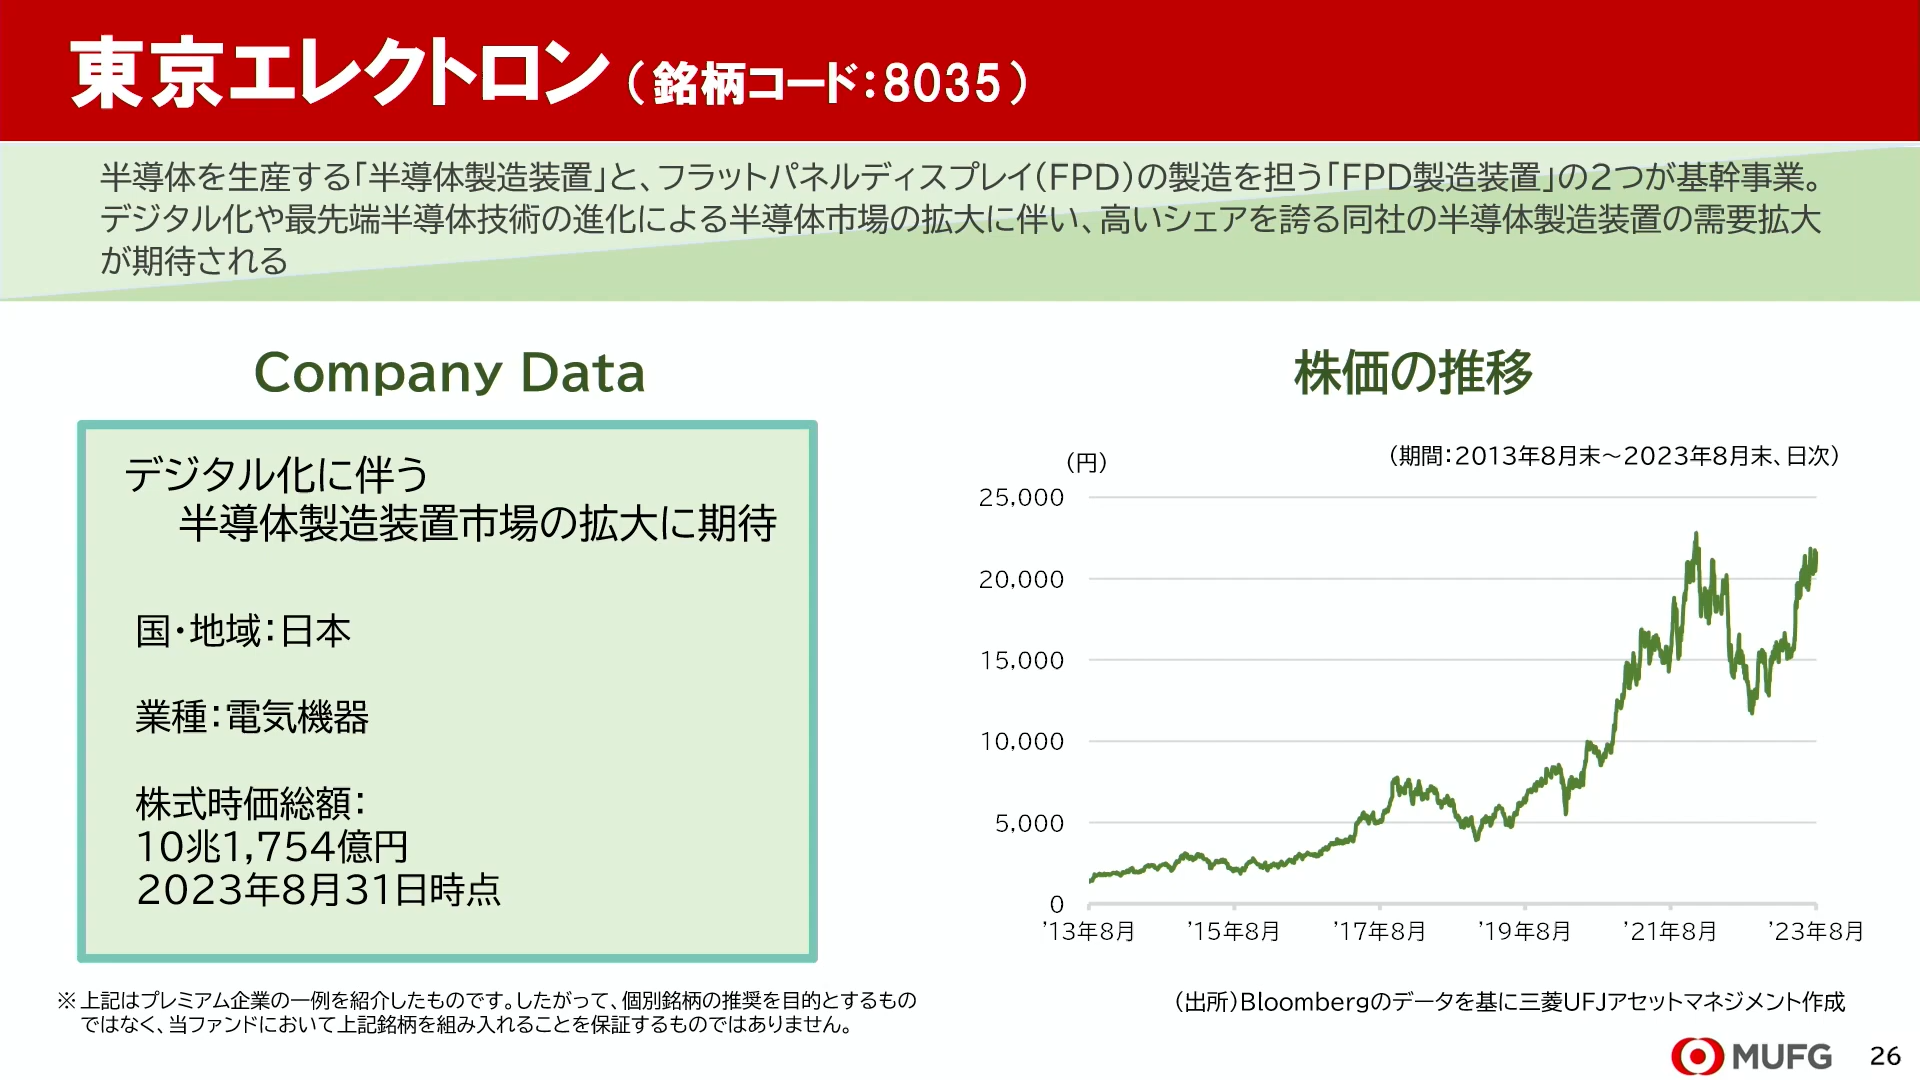 東京エレクトロン（銘柄コード：8035）
半導体を生産する「半導体製造装置」と、フラットパネルディスプレイ（FPD）の製造を担う「FPD製造装置」の2つが基幹事業。
デジタル化や最先端半導体技術の進化による半導体市場の拡大に伴い、高いシェアを誇る同社の半導体製造装置の需要拡大
が期待される
Company Data
デジタル化に伴う
半導体製造装置市場の拡大に期待
国・地域：日本
業種：電気機器
株式時価総額：
10兆1,754億円
2023年8月31日時点
※上記はプレミアム企業の一例を紹介したものです。したがって、個別銘柄の推奨を目的とするもの
ではなく、当ファンドにおいて上記銘柄を組み入れることを保証するものではありません。
株価の推移
（円）
（期間：2013年8月末～2023年8月末、日次）
25,000
20,000
15,000
10,000
5,000
0
’13年8月 ’15年8月 ’17年8月 ’19年8月 ’21年8月 ’23年8月
（出所）Bloombergのデータを基に三菱UFJアセットマネジメント作成
MUFG 26